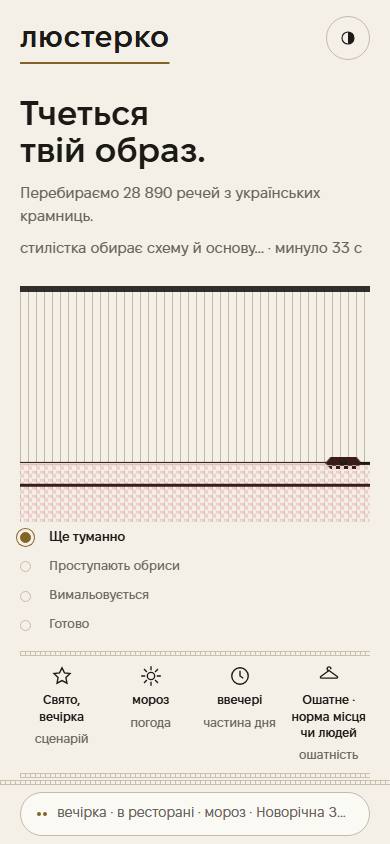 люстерко
Тчеться
твій образ.
Перебираємо 28 890 речей з українських
крамниць.
стилістка обирає схему й основу... · минуло 33 с
Ще туманно
Проступають обриси
Вимальовується
Готово
Свято,
вечірка
сценарій
мороз
погода
ввечері
частина дня
Ошатне ·
норма місця
чи людей
ошатність
вечірка · в ресторані · мороз · Новорічна З...